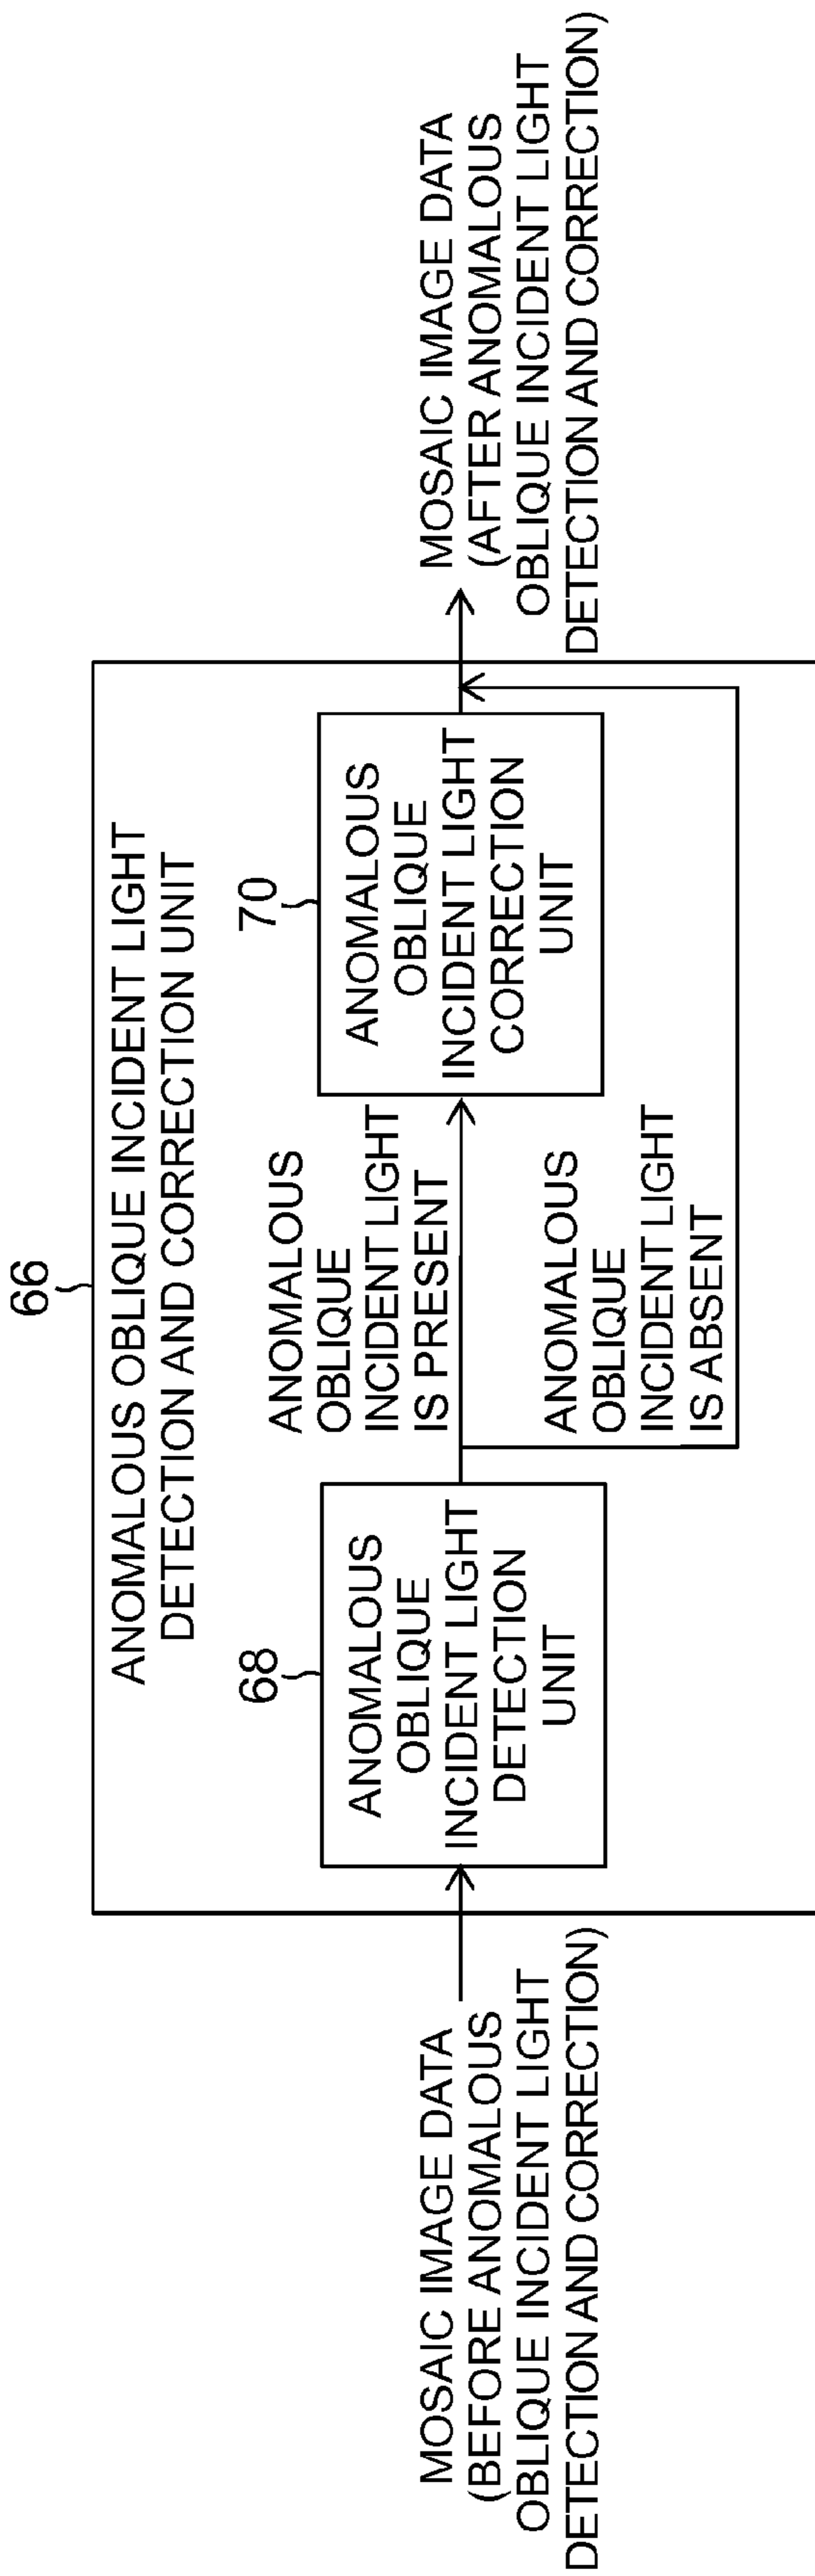 66
ANOMALOUS OBLIQUE INCIDENT LIGHT
DETECTION AND CORRECTION UNIT
MOSAIC IMAGE DATA
(BEFORE ANOMALOUS
OBLIQUE INCIDENT LIGHT
DETECTION AND CORRECTION)
68
ANOMALOUS
OBLIQUE
INCIDENT LIGHT
DETECTION
UNIT
ANOMALOUS
OBLIQUE
INCIDENT LIGHT
IS PRESENT
ANOMALOUS
OBLIQUE
INCIDENT LIGHT
IS ABSENT
70
ANOMALOUS
OBLIQUE
INCIDENT LIGHT
CORRECTION
UNIT
MOSAIC IMAGE DATA
(AFTER ANOMALOUS
OBLIQUE INCIDENT LIGHT
DETECTION AND CORRECTION)